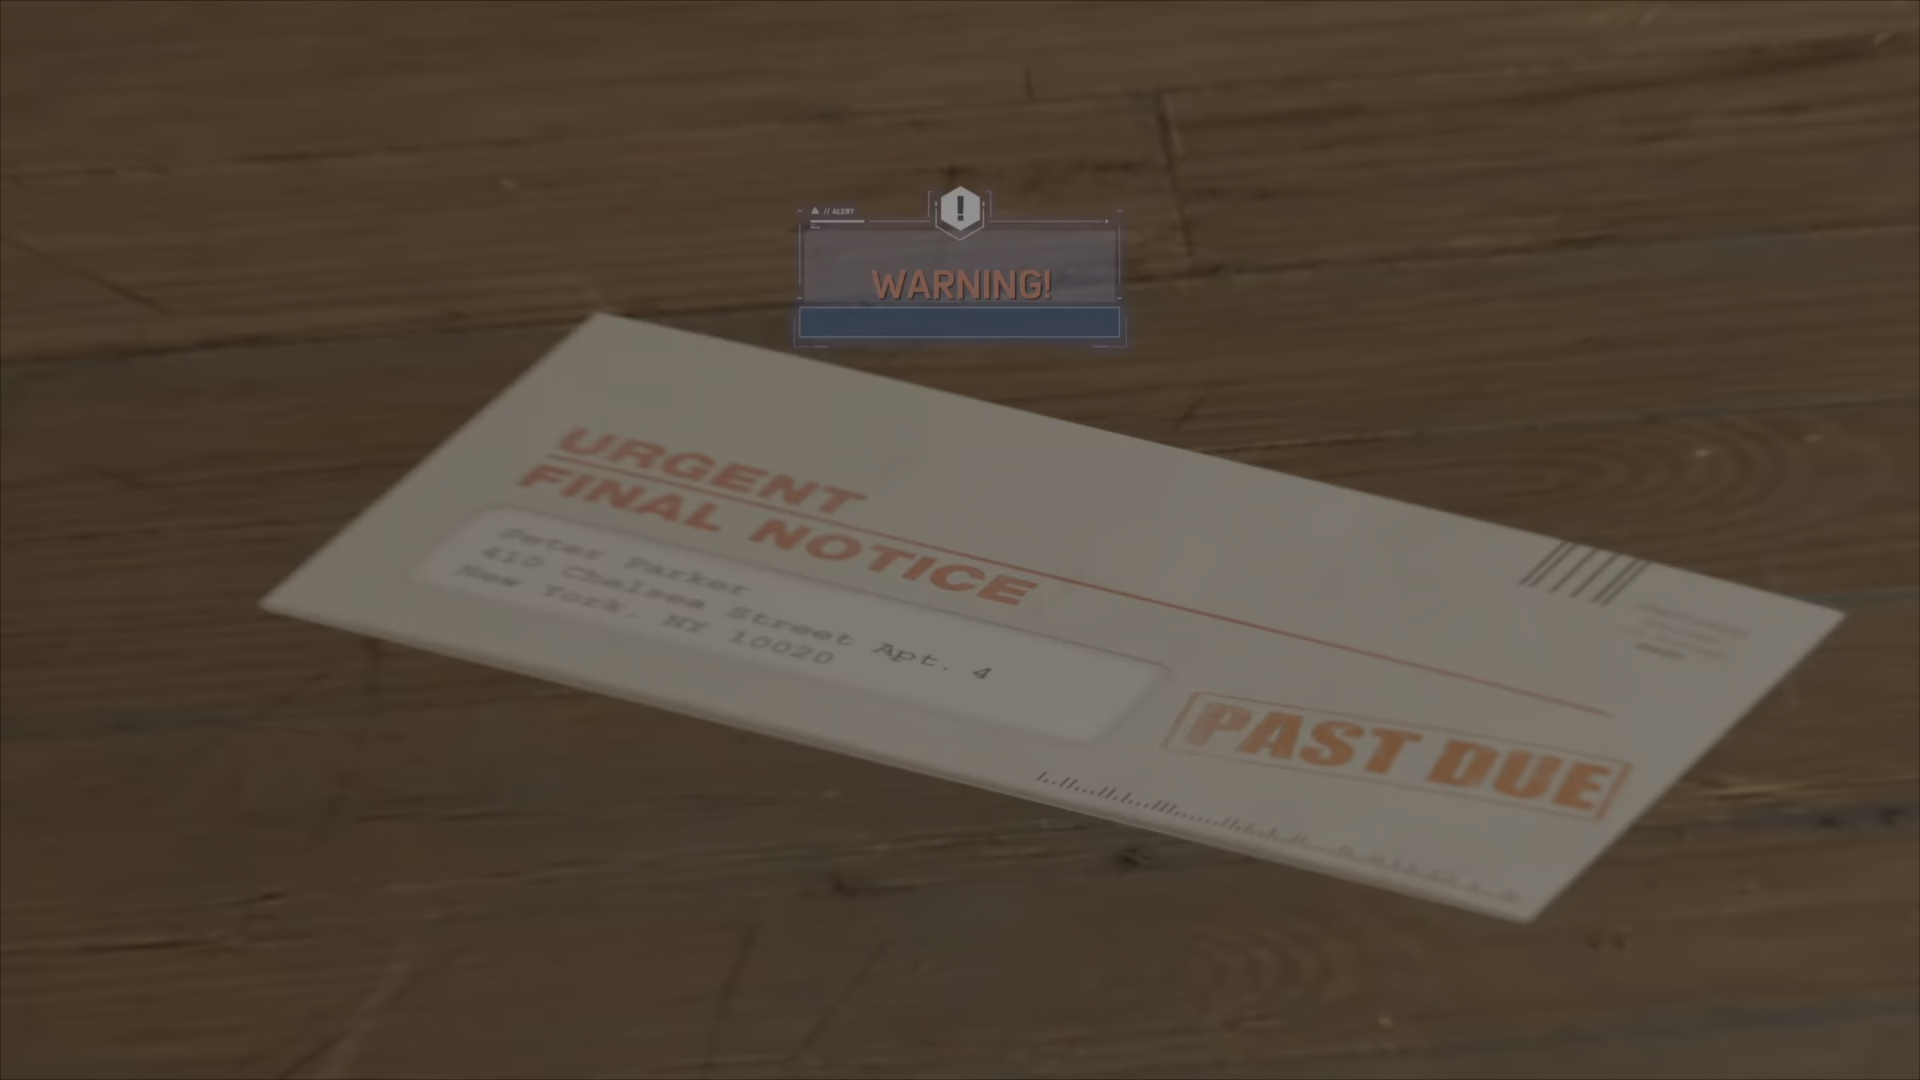 // ALERT
WARNING!
URGENT
FINAL NOTICE
Peter Parker
410 Chelsea Street Apt. 4
New York, NY 10020
PAST DUE